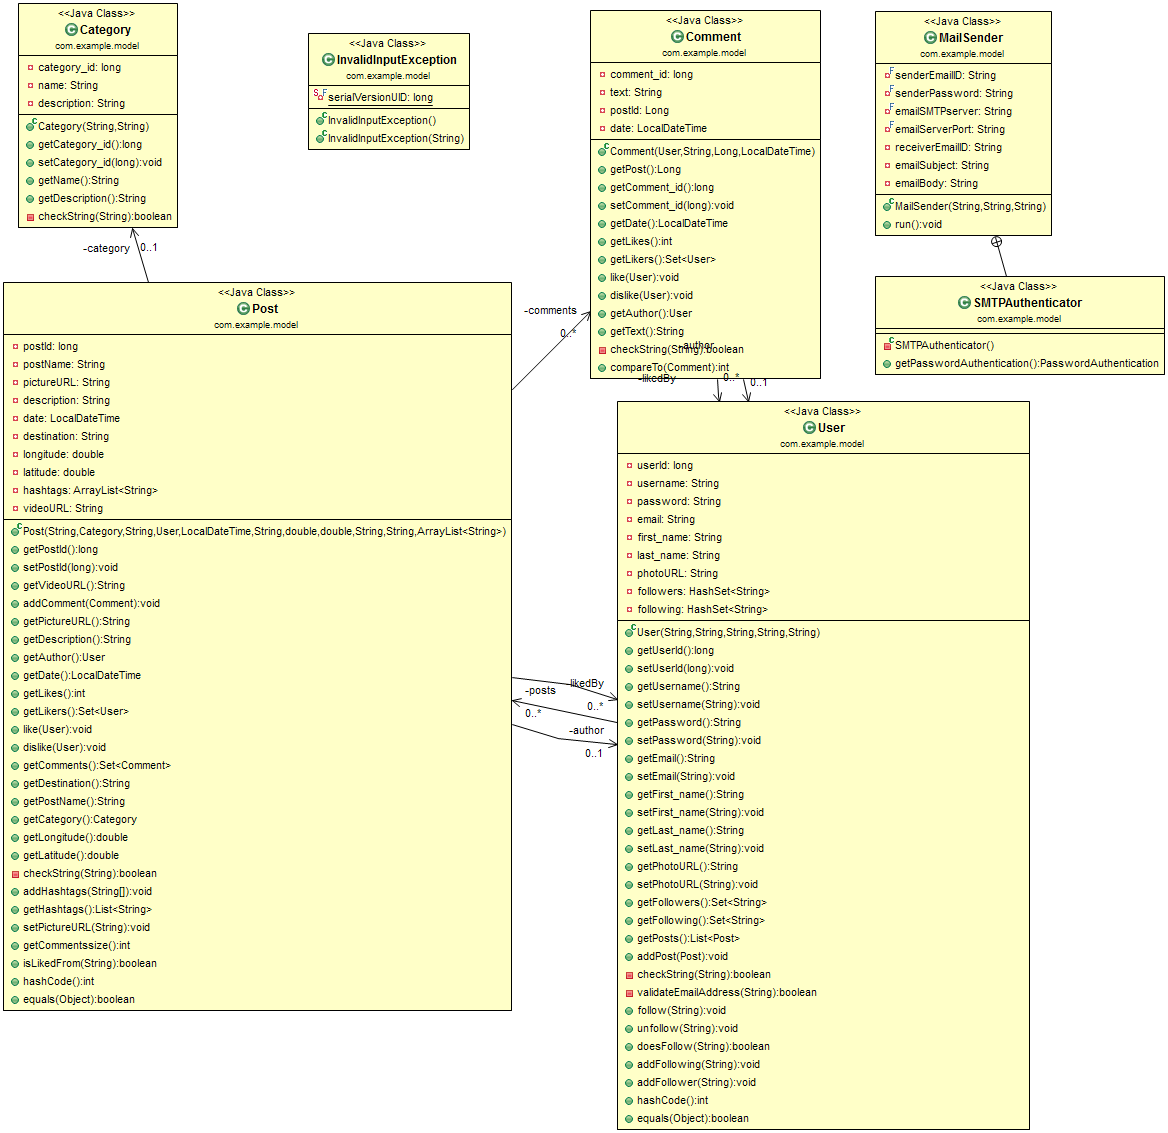 <<Java Class>>
Category
com.example.model
category_id: long
name: String
description: String
Category(String,String)
getCategory_id():long
setCategory_id(long):void
getName():String
getDescription():String
checkString(String):boolean
-category
0..1
<<Java Class>>
InvalidInputException
com.example.model
serialVersionUID: long
InvalidInputException()
InvalidInputException(String)
<<Java Class>>
Comment
com.example.model
comment_id: long
text: String
postId: Long
date: LocalDateTime
Comment(User,String,Long,LocalDateTime)
getPost():Long
getComment_id():long
setComment_id(long):void
getDate():LocalDateTime
getLikes():int
getLikers():Set<User>
like(User):void
dislike(User):void
getAuthor():User
getText():String
checkString(String):boolean
compareTo(Comment):int
-author
-likedBy
0..*
0..1
<<Java Class>>
MailSender
com.example.model
senderEmailID: String
senderPassword: String
emailSMTPserver: String
emailServerPort: String
receiverEmailID: String
emailSubject: String
emailBody: String
MailSender(String,String,String)
run():void
<<Java Class>>
SMTPAuthenticator
com.example.model
SMTPAuthenticator()
getPasswordAuthentication():PasswordAuthentication
<<Java Class>>
Post
com.example.model
postId: long
postName: String
pictureURL: String
description: String
date: LocalDateTime
destination: String
longitude: double
latitude: double
hashtags: ArrayList<String>
videoURL: String
Post(String,Category,String,User,LocalDateTime,String,double,double,String,String,ArrayList<String>)
getPostId():long
setPostId(long):void
getVideoURL():String
addComment(Comment):void
getPictureURL():String
getDescription():String
getAuthor():User
getDate():LocalDateTime
getLikes():int
getLikers():Set<User>
like(User):void
dislike(User):void
getComments():Set<Comment>
getDestination():String
getPostName():String
getCategory():Category
getLongitude():double
getLatitude():double
checkString(String):boolean
addHashtags(String[]):void
getHashtags():List<String>
setPictureURL(String):void
getCommentssize():int
isLikedFrom(String):boolean
hashCode():int
equals(Object):boolean
-comments
0..*
likedBy
0..*
-posts
0..*
-author
0..1
<<Java Class>>
User
com.example.model
userId: long
username: String
password: String
email: String
first_name: String
last_name: String
photoURL: String
followers: HashSet<String>
following: HashSet<String>
User(String,String,String,String,String)
getUserId():long
setUserId(long):void
getUsername():String
setUsername(String):void
getPassword():String
setPassword(String):void
getEmail():String
setEmail(String):void
getFirst_name():String
setFirst_name(String):void
getLast_name():String
setLast_name(String):void
getPhotoURL():String
setPhotoURL(String):void
getFollowers():Set<String>
getFollowing():Set<String>
getPosts():List<Post>
addPost(Post):void
checkString(String):boolean
validateEmailAddress(String):boolean
follow(String):void
unfollow(String):void
doesFollow(String):boolean
addFollowing(String):void
addFollower(String):void
hashCode():int
equals(Object):boolean